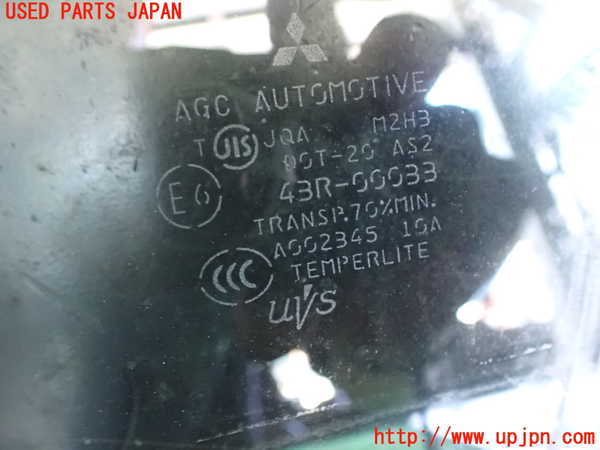 USED PARTS JAPAN
AGC AUTOMOTIVE
T JIS JQA M2H3
DOT-20 AS2
E6 43R-00033
TRANSP.70%MIN.
A002345 10A
CCC TEMPERLITE
UVS
http://www.upjpn.com